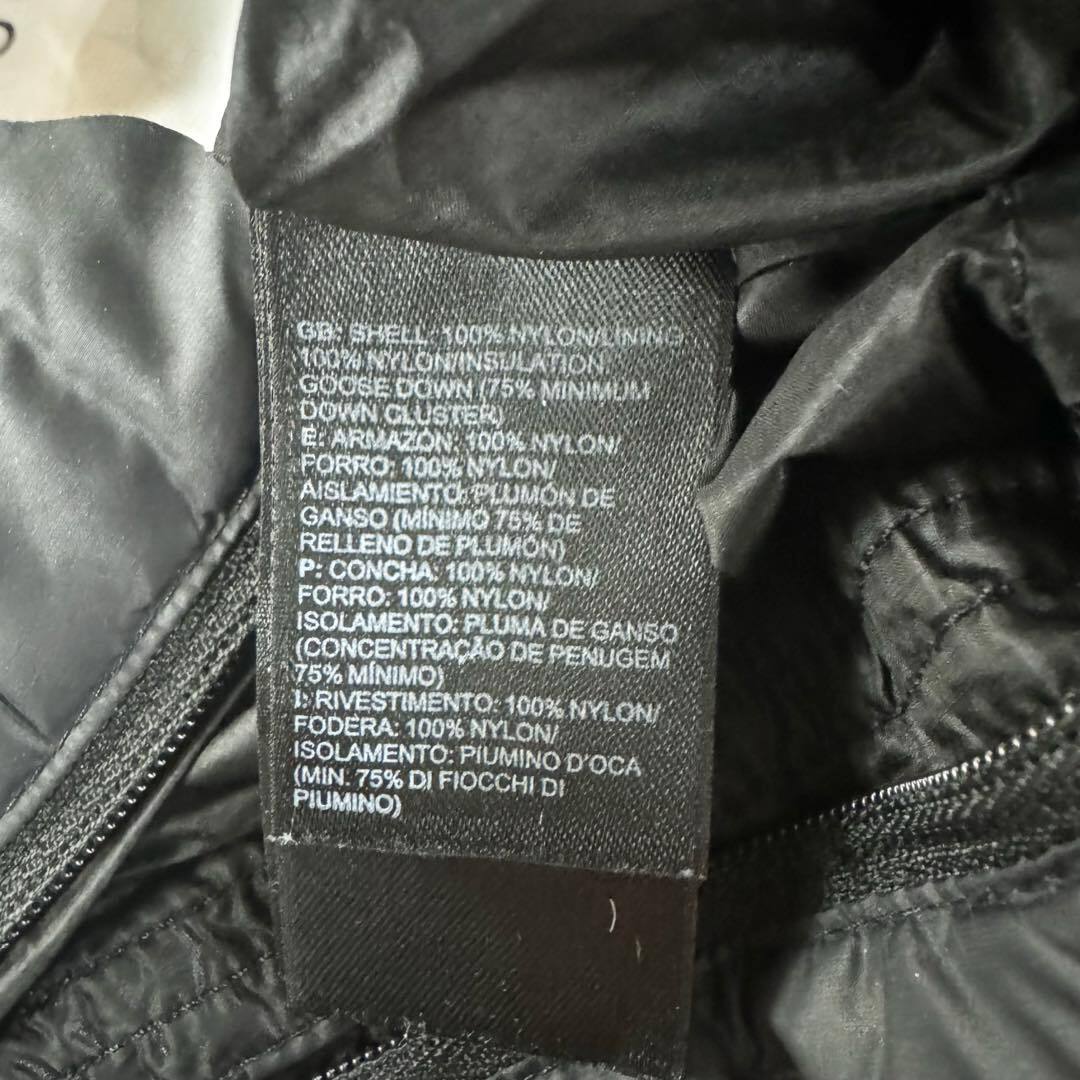 GB: SHELL: 100% NYLON/LINING
100% NYLON/INSULATION
GOOSE DOWN (75% MINIMUM
DOWN CLUSTER)
E: ARMAZÓN: 100% NYLON/
FORRO: 100% NYLON/
AISLAMIENTO: PLUMÓN DE
GANSO (MÍNIMO 75% DE
RELLENO DE PLUMÓN)
P: CONCHA. 100% NYLON/
FORRO: 100% NYLON/
ISOLAMENTO: PLUMA DE GANSO
(CONCENTRAÇÃO DE PENUGEM
75% MÍNIMO)
I: RIVESTIMENTO: 100% NYLON/
FODERA: 100% NYLON/
ISOLAMENTO: PIUMINO D'OCA
(MIN. 75% DI FIOCCHI DI
PIUMINO)